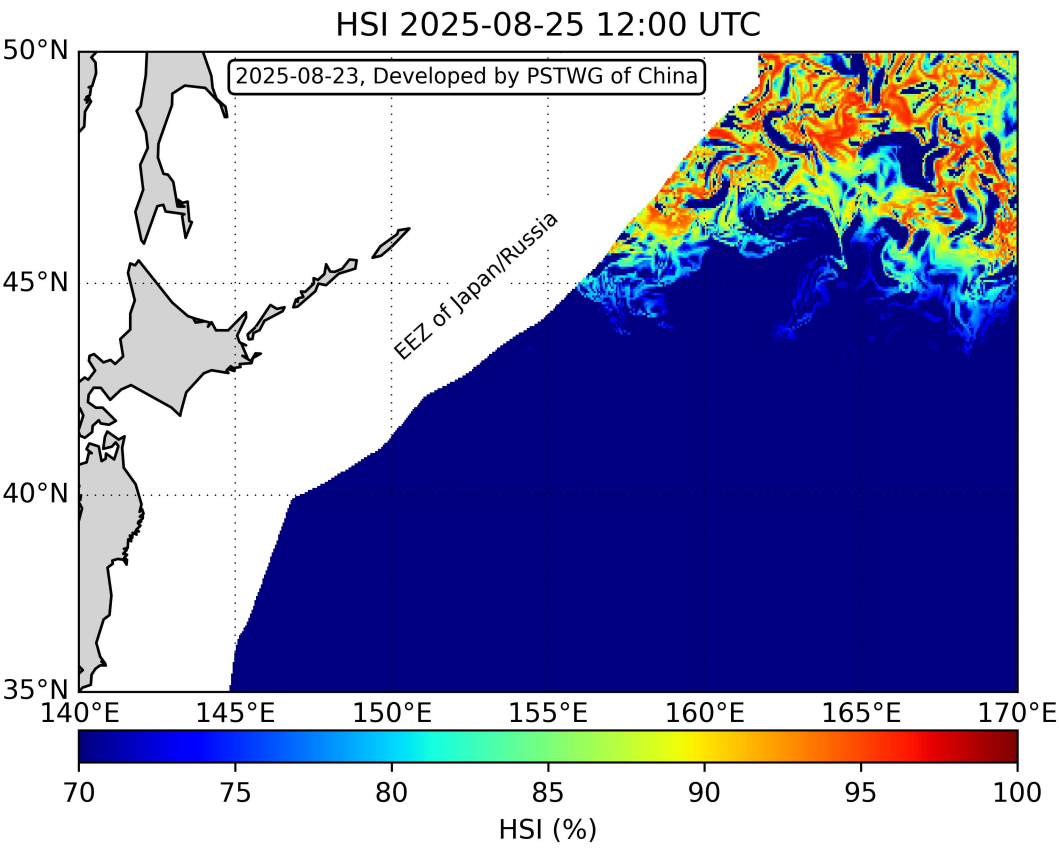 HSI 2025-08-25 12:00 UTC
2025-08-23, Developed by PSTWG of China
50°N
45°N
40°N
35°N
EEZ of Japan/Russia
140°E 145°E 150°E 155°E 160°E 165°E 170°E
70 75 80 85 90 95 100
HSI (%)